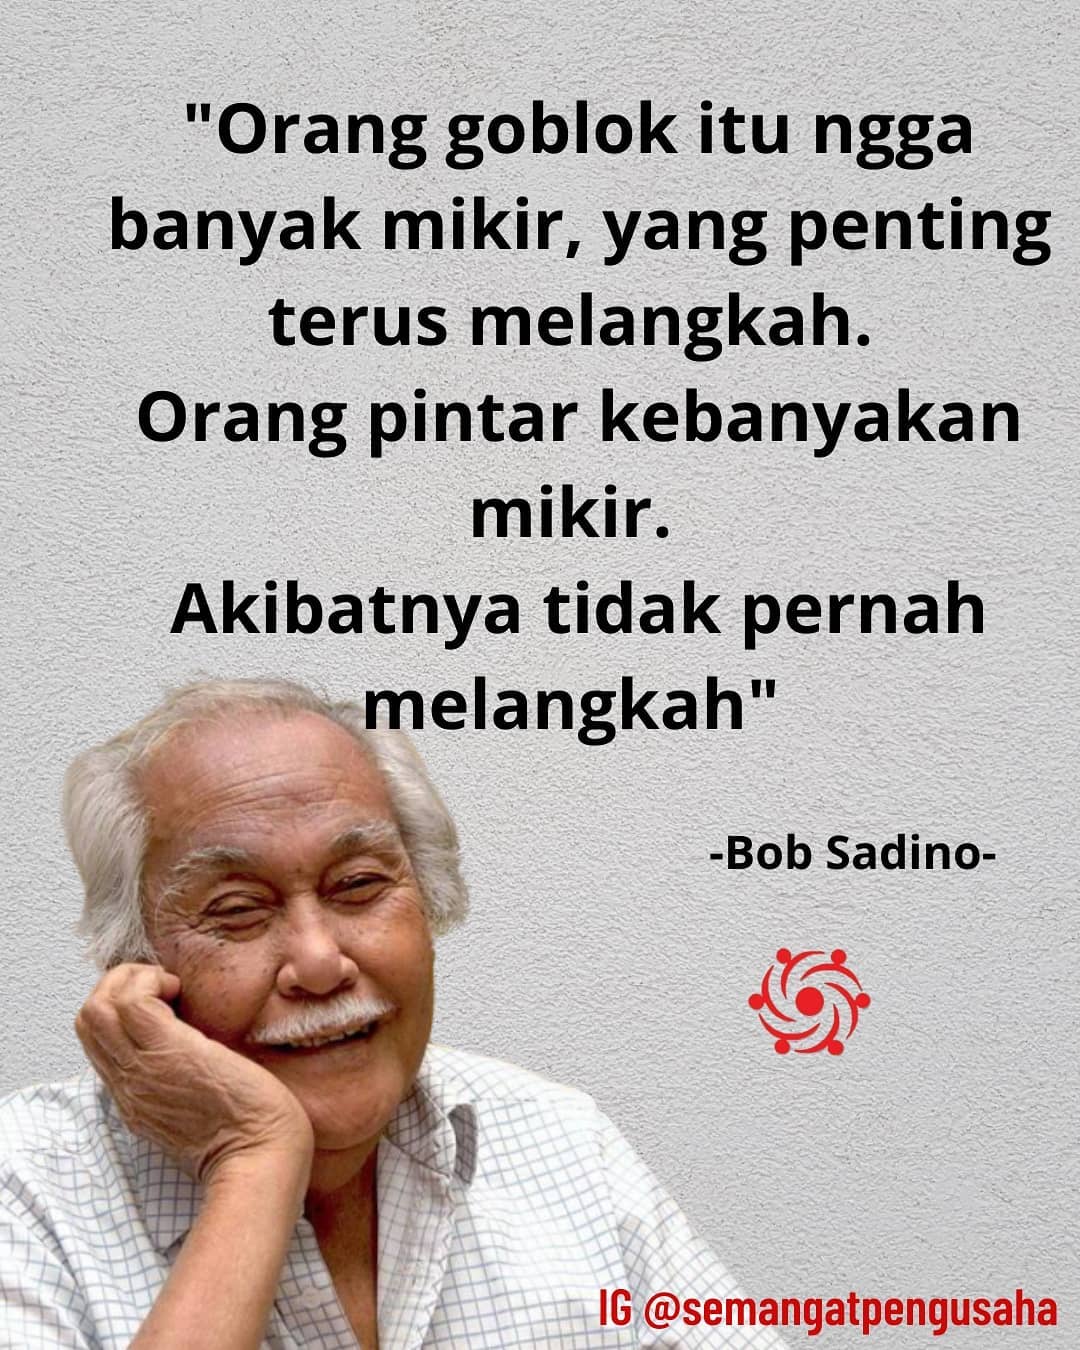 "Orang goblok itu ngga
banyak mikir, yang penting
terus melangkah.
Orang pintar kebanyakan
mikir.
Akibatnya tidak pernah
melangkah"
-Bob Sadino-
IG @semangatpengusaha